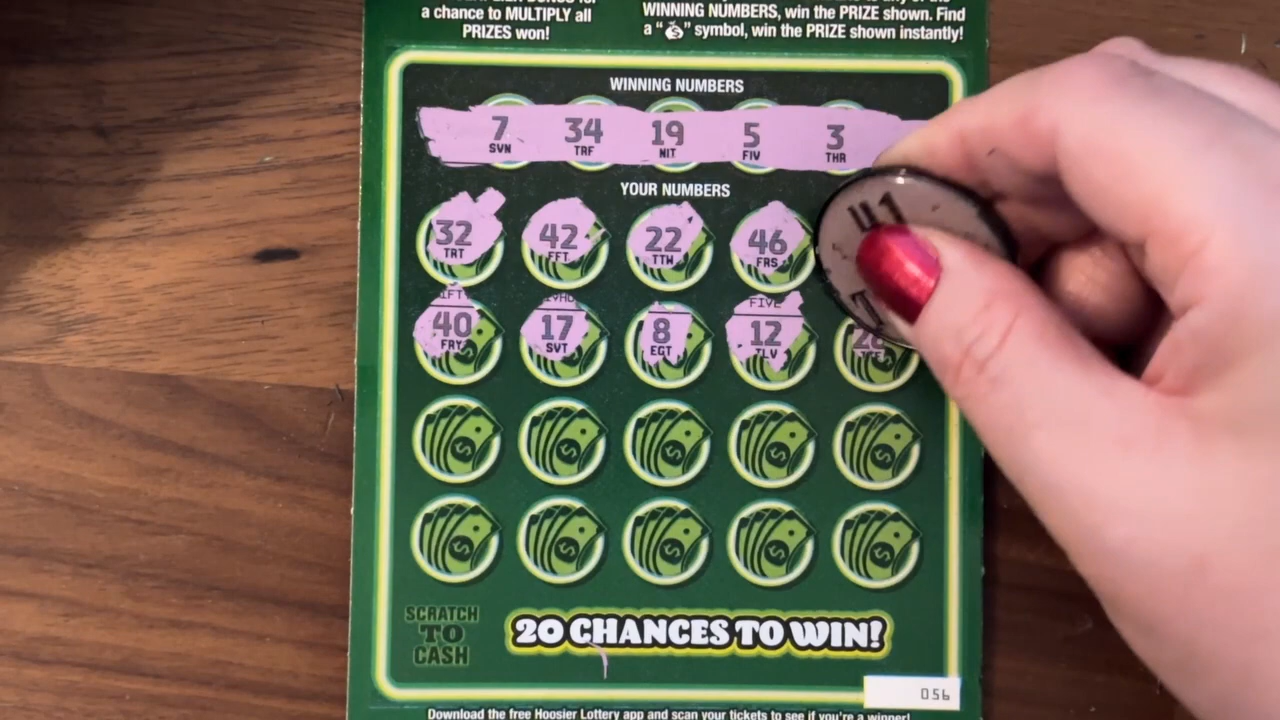 a chance to MULTIPLY all
PRIZES won!
WINNING NUMBERS, win the PRIZE shown. Find
a " " symbol, win the PRIZE shown instantly!
WINNING NUMBERS
7 34 19 5 3
SVN TRF NIT FIV THR
YOUR NUMBERS
32 42 22 46
TRT FFT TTW FRS
FIVE
40 17 8 12
FRY SVT EGT TLV
SCRATCH
TO
CASH
20 CHANCES TO WIN!
056
Download the free Hoosier Lottery app and scan your tickets to see if you're a winner!